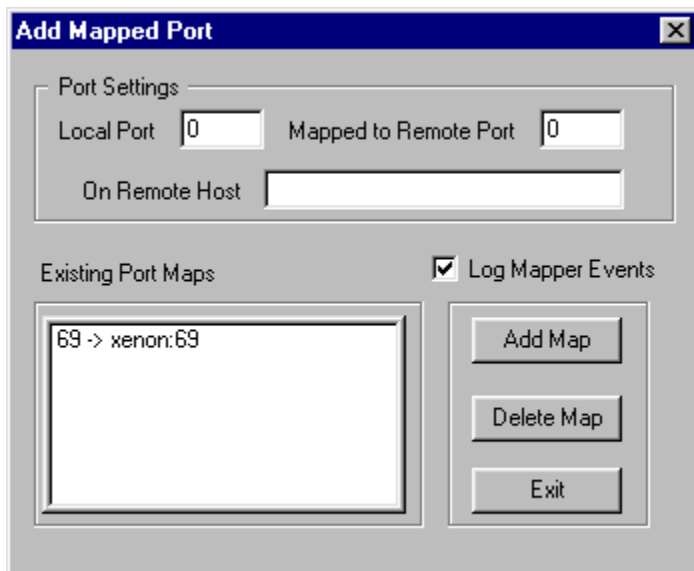 Add Mapped Port
Port Settings
Local Port 0 Mapped to Remote Port 0
On Remote Host
Existing Port Maps
Log Mapper Events
69 -> xenon:69
Add Map
Delete Map
Exit